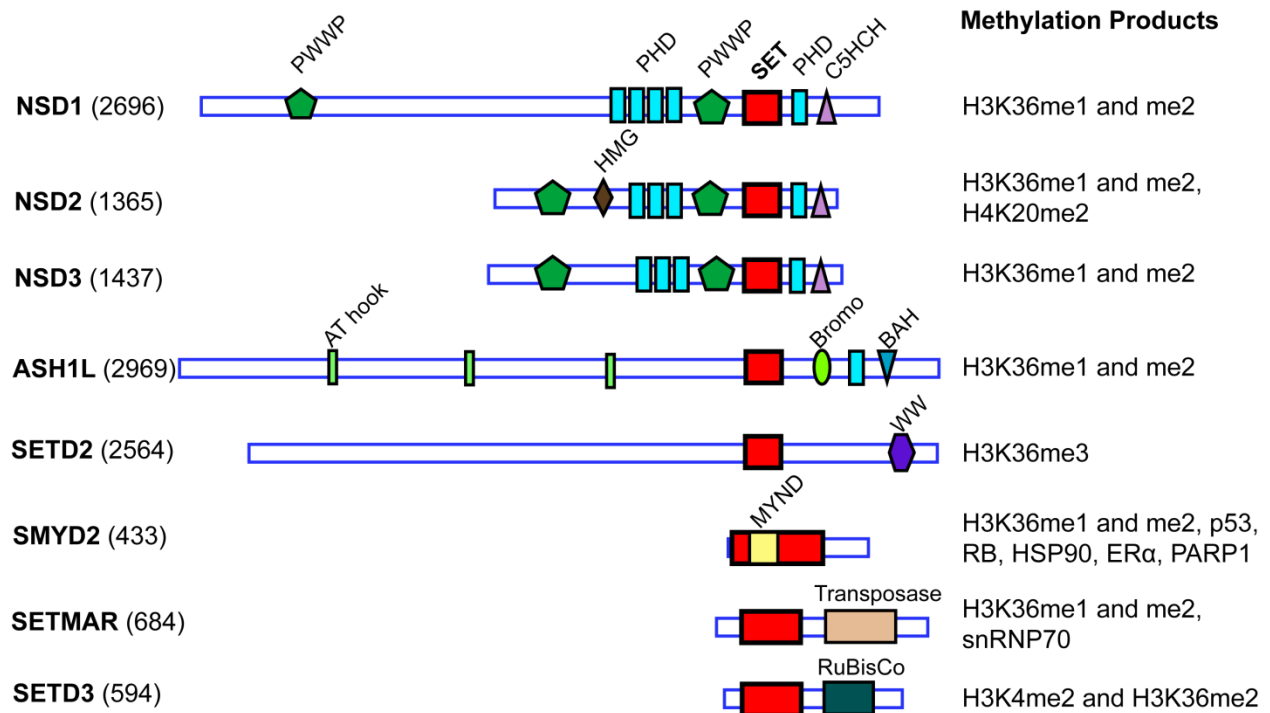 Methylation Products
PWWP PHD PWWP SET PHD C5HCH
NSD1 (2696) H3K36me1 and me2
HMG
NSD2 (1365) H3K36me1 and me2,
H4K20me2
NSD3 (1437) H3K36me1 and me2
AT hook Bromo BAH
ASH1L (2969) H3K36me1 and me2
WW
SETD2 (2564) H3K36me3
MYND
SMYD2 (433) H3K36me1 and me2, p53,
RB, HSP90, ERα, PARP1
Transposase
SETMAR (684) H3K36me1 and me2,
snRNP70
RuBisCo
SETD3 (594) H3K4me2 and H3K36me2